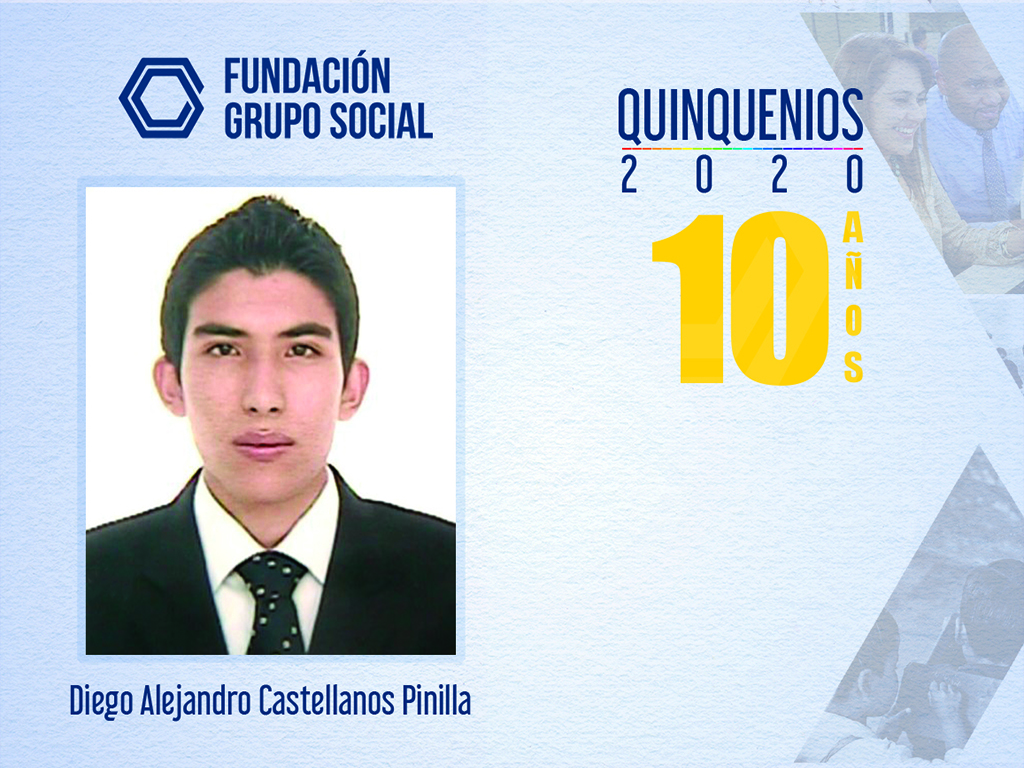 FUNDACIÓN
GRUPO SOCIAL
QUINQUENIOS
2020
10
AÑOS
Diego Alejandro Castellanos Pinilla